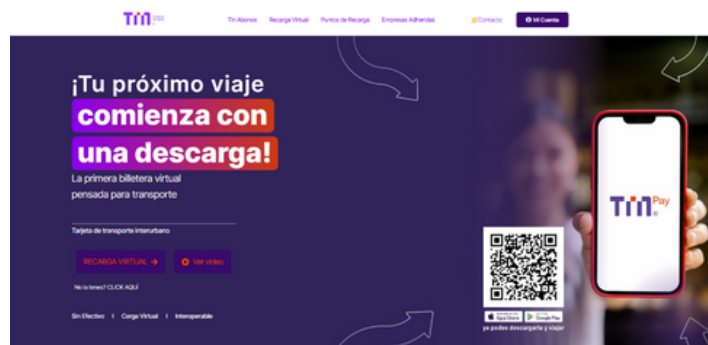 Tin
Tin Abonos Recarga Virtual Puntos de Recarga Empresas Adheridas Contacto Mi Cuenta
¡Tu próximo viaje
comienza con
una descarga!
La primera billetera virtual
pensada para transporte
Tarjeta de transporte interurbano
RECARGA VIRTUAL → Ver video
No la tenes? CLICK AQUÍ
Sin Efectivo | Carga Virtual | Interoperable
Tin Pay ®
App Store Google Play
ya podes descargarla y viajar